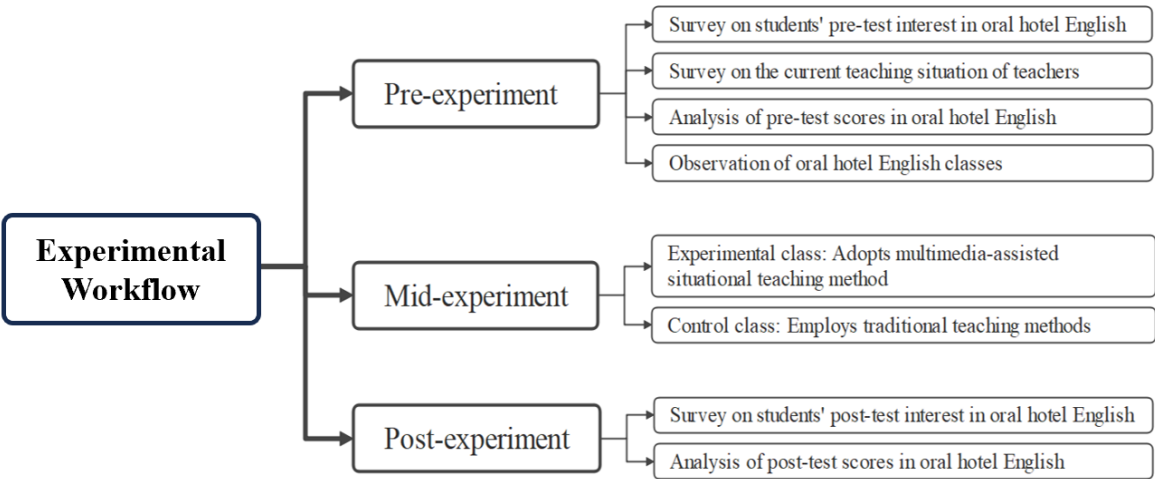 Experimental
Workflow
Pre-experiment
Survey on students' pre-test interest in oral hotel English
Survey on the current teaching situation of teachers
Analysis of pre-test scores in oral hotel English
Observation of oral hotel English classes
Mid-experiment
Experimental class: Adopts multimedia-assisted
situational teaching method
Control class: Employs traditional teaching methods
Post-experiment
Survey on students' post-test interest in oral hotel English
Analysis of post-test scores in oral hotel English